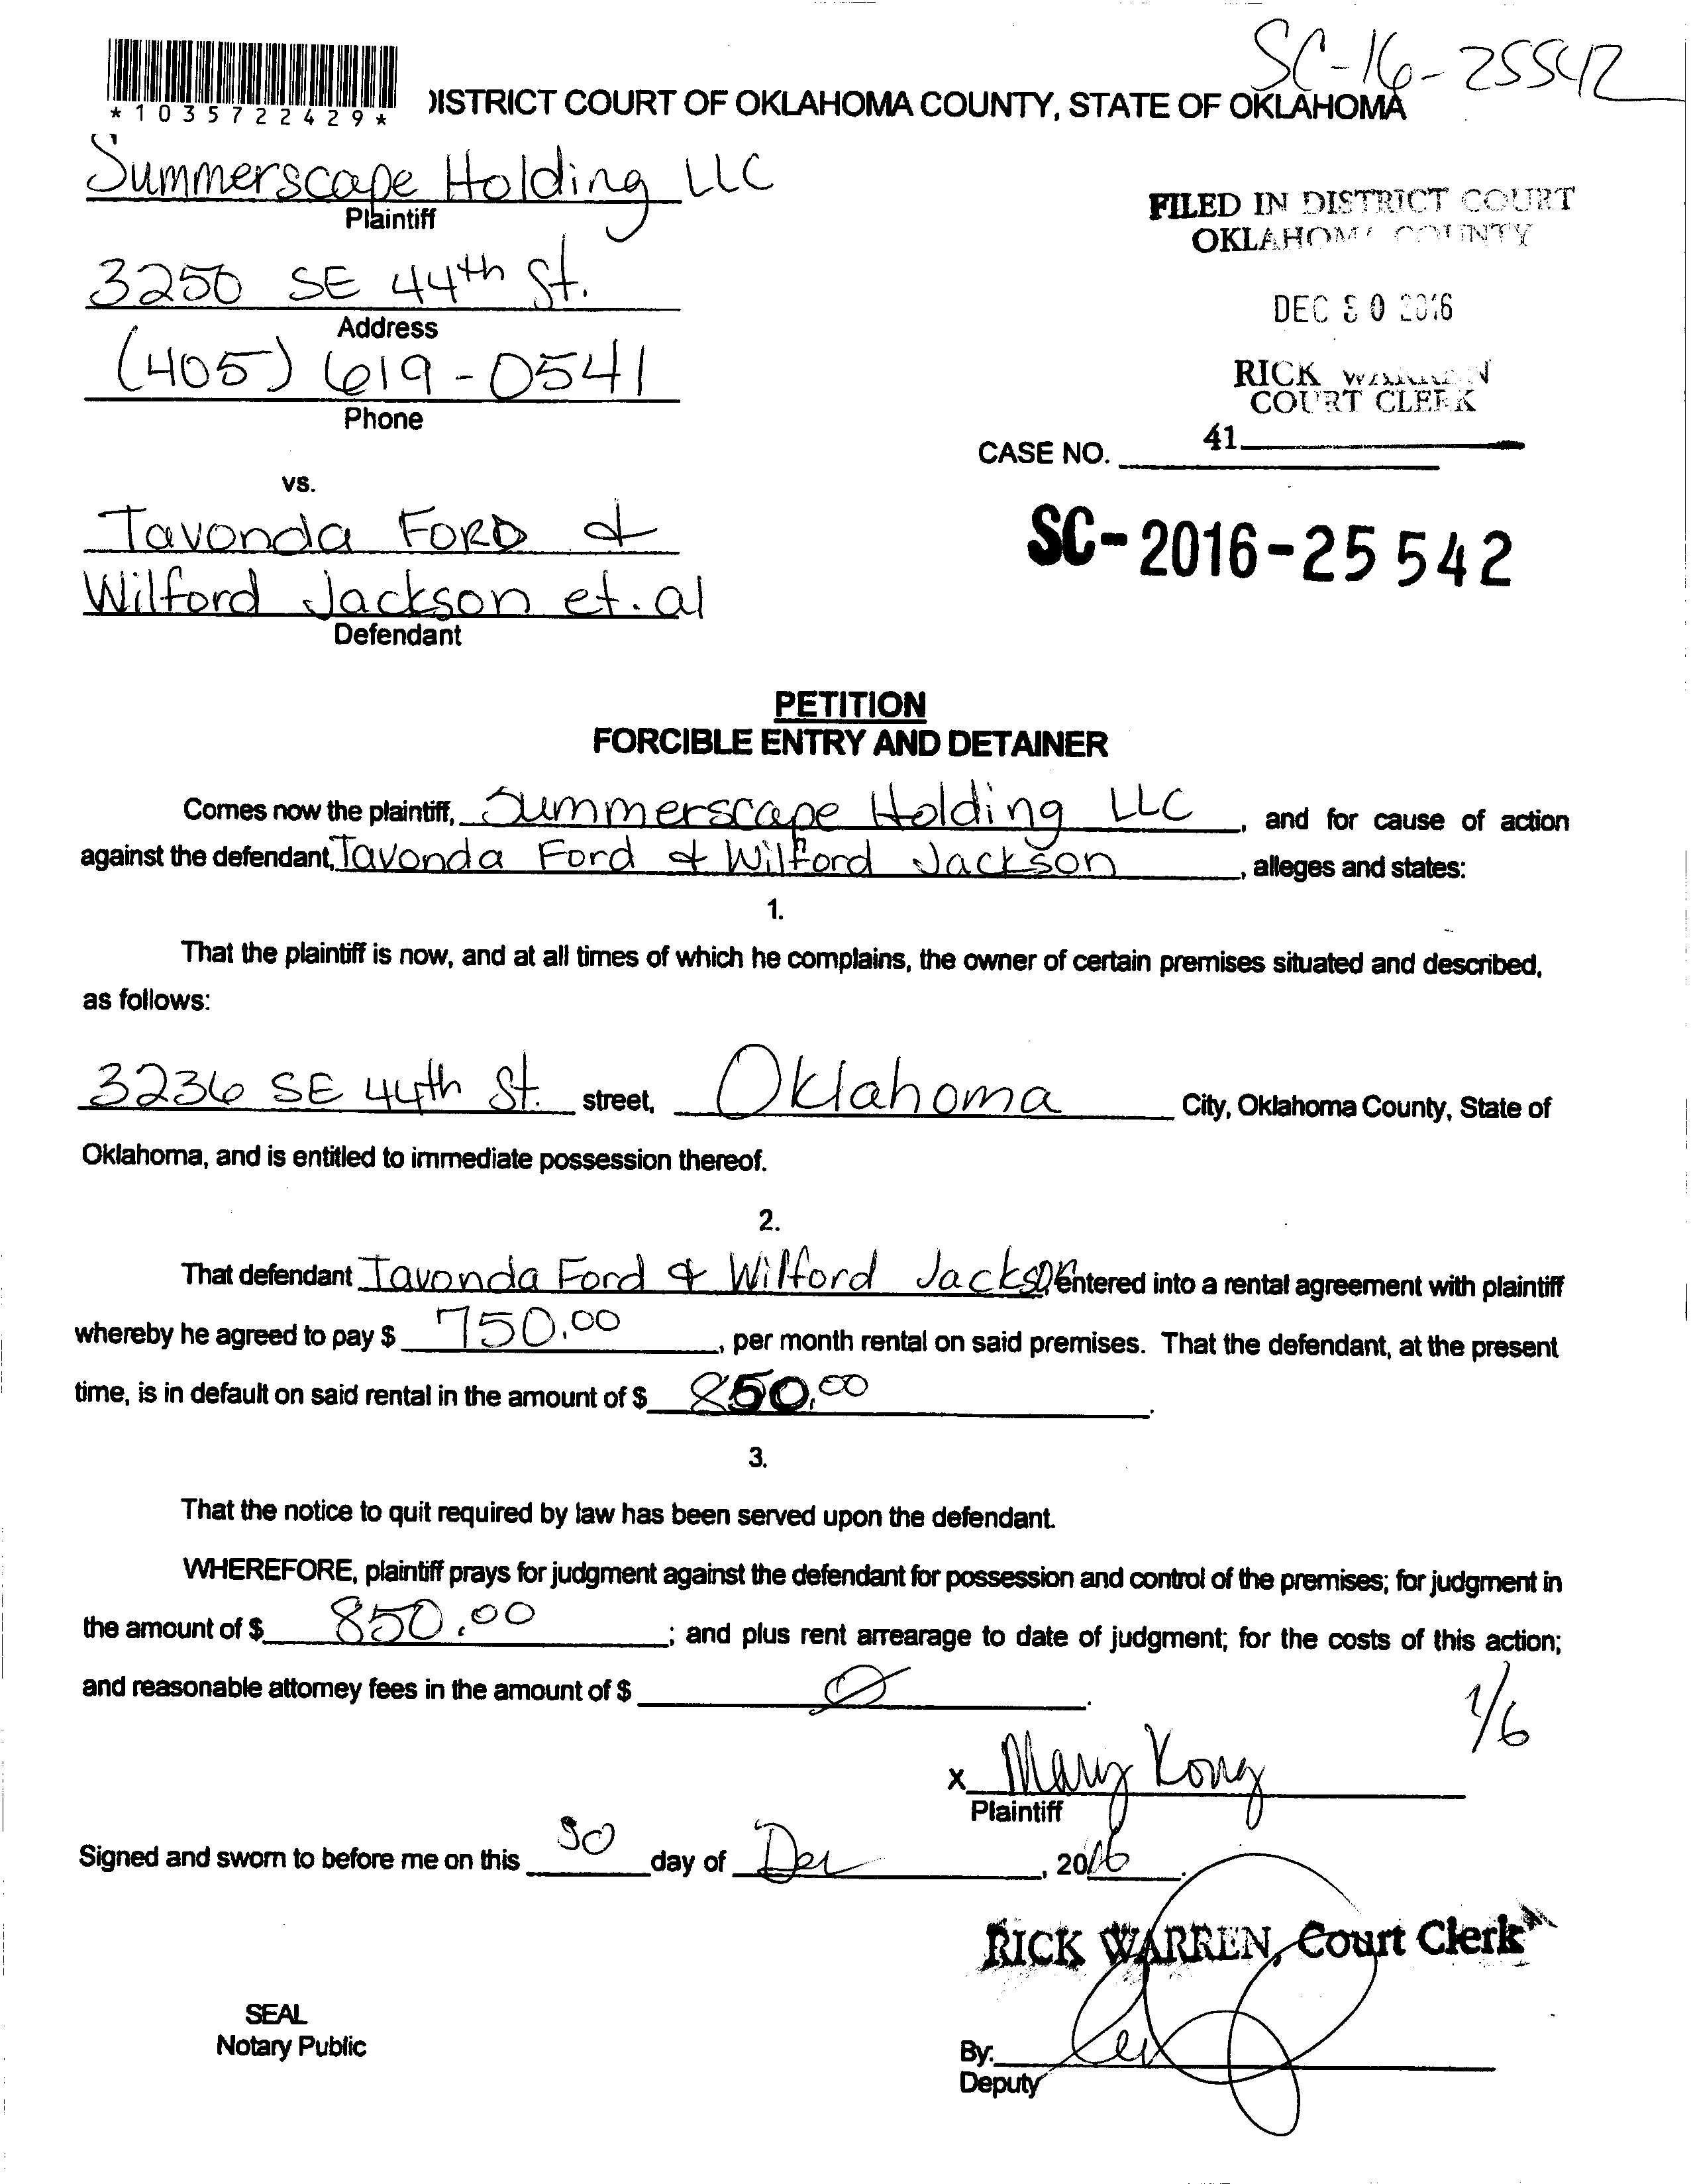 SC-16-25542
*1035722429*
DISTRICT COURT OF OKLAHOMA COUNTY, STATE OF OKLAHOMA
Summerscape Holding LLC
Plaintiff
FILED IN DISTRICT COURT
OKLAHOMA COUNTY
3250 SE 44th St.
Address
DEC 30 2016
(405) 619-0541
Phone
RICK WARREN
COURT CLERK
41
CASE NO.
vs.
Tavonda FORD &
Wilford Jackson et. al
Defendant
SC-2016-25542
PETITION
FORCIBLE ENTRY AND DETAINER
Comes now the plaintiff, Summerscape Holding LLC, and for cause of action
against the defendant, Tavonda Ford & Wilford Jackson, alleges and states:
1.
That the plaintiff is now, and at all times of which he complains, the owner of certain premises situated and described,
as follows:
3236 SE 44th St. street, Oklahoma City, Oklahoma County, State of
Oklahoma, and is entitled to immediate possession thereof.
2.
That defendant Tavonda Ford & Wilford Jackson entered into a rental agreement with plaintiff
whereby he agreed to pay $ 750.00, per month rental on said premises. That the defendant, at the present
time, is in default on said rental in the amount of $ 850.00.
3.
That the notice to quit required by law has been served upon the defendant.
WHEREFORE, plaintiff prays for judgment against the defendant for possession and control of the premises; for judgment in
the amount of $ 850.00; and plus rent arrearage to date of judgment; for the costs of this action;
and reasonable attorney fees in the amount of $ Ø.
1/6
x Mary Kong
Plaintiff
Signed and sworn to before me on this 30 day of Dec, 2016.
RICK WARREN, Court Clerk
SEAL
Notary Public
By:
Deputy